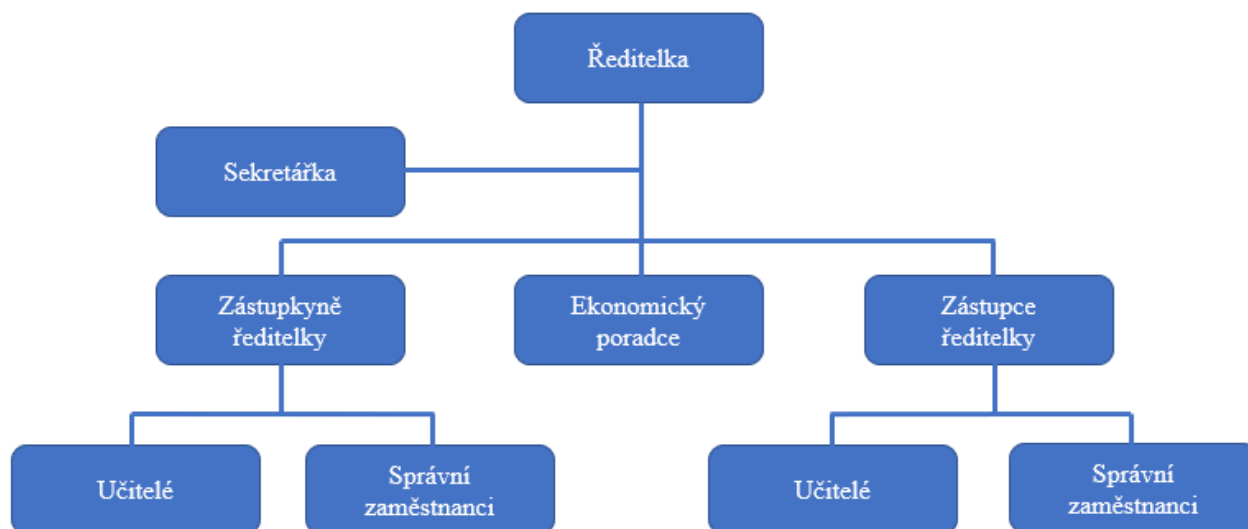 Ředitelka
Sekretářka
Zástupkyně
ředitelky
Ekonomický
poradce
Zástupce
ředitelky
Učitelé
Správní
zaměstnanci
Učitelé
Správní
zaměstnanci